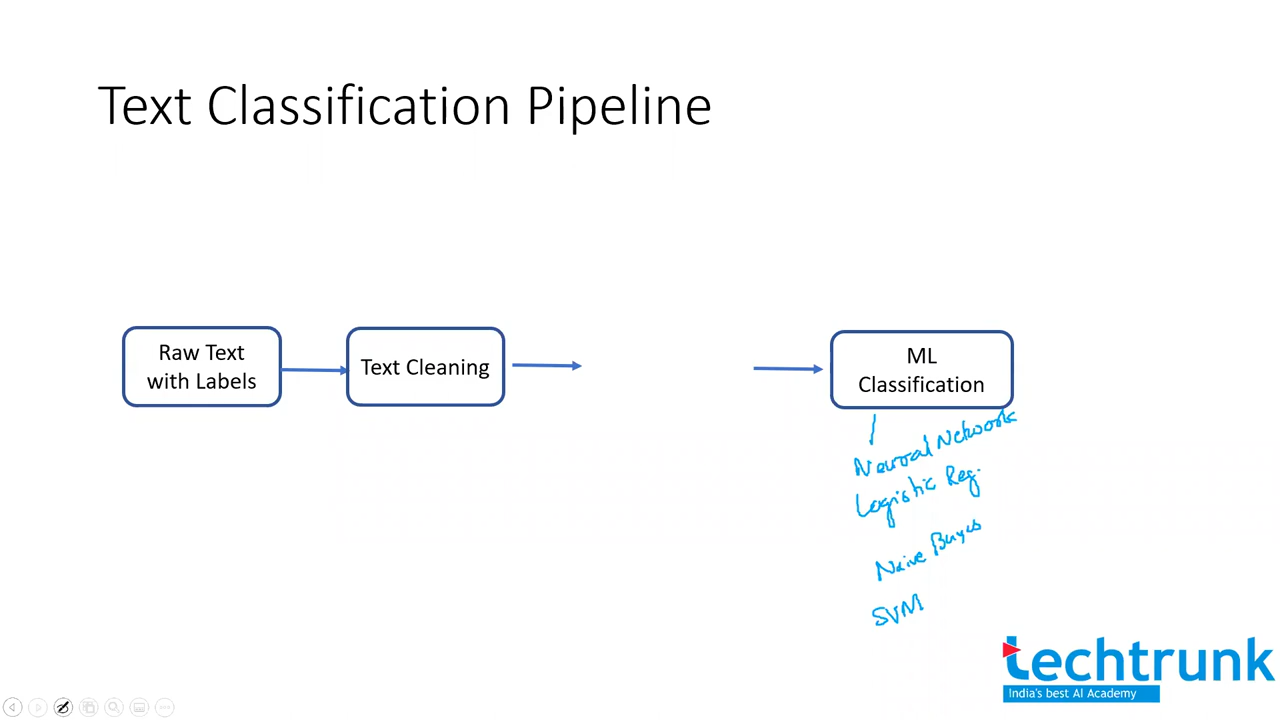 Text Classification Pipeline
Raw Text
with Labels
Text Cleaning
ML
Classification
Neural Network
Logistic Reg.
Naive Bayes
SVM
techtrunk
India's best AI Academy